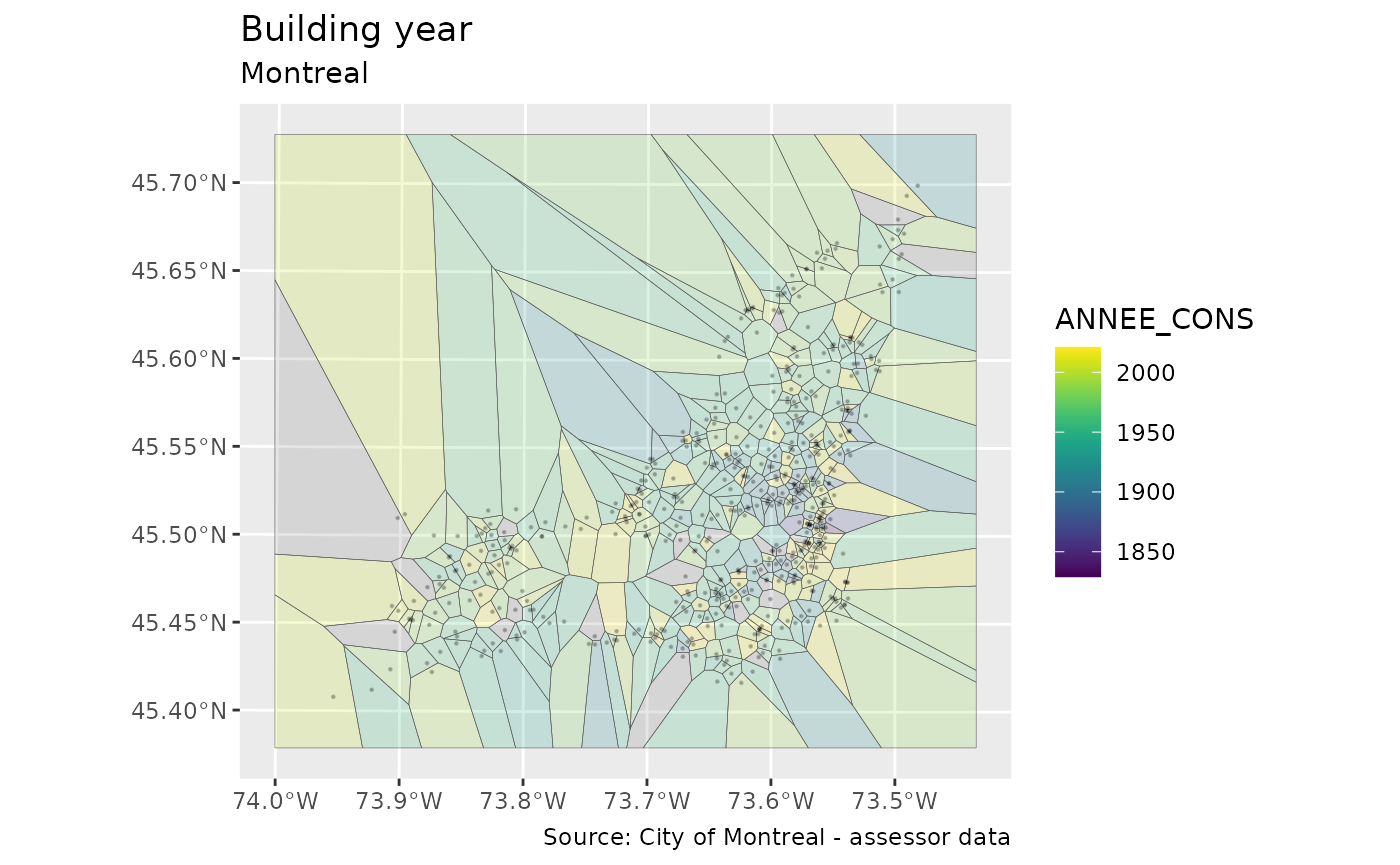 Building year
Montreal
45.70°N
45.65°N
45.60°N
45.55°N
45.50°N
45.45°N
45.40°N
74.0°W 73.9°W 73.8°W 73.7°W 73.6°W 73.5°W
Source: City of Montreal - assessor data
ANNEE_CONS
2000
1950
1900
1850